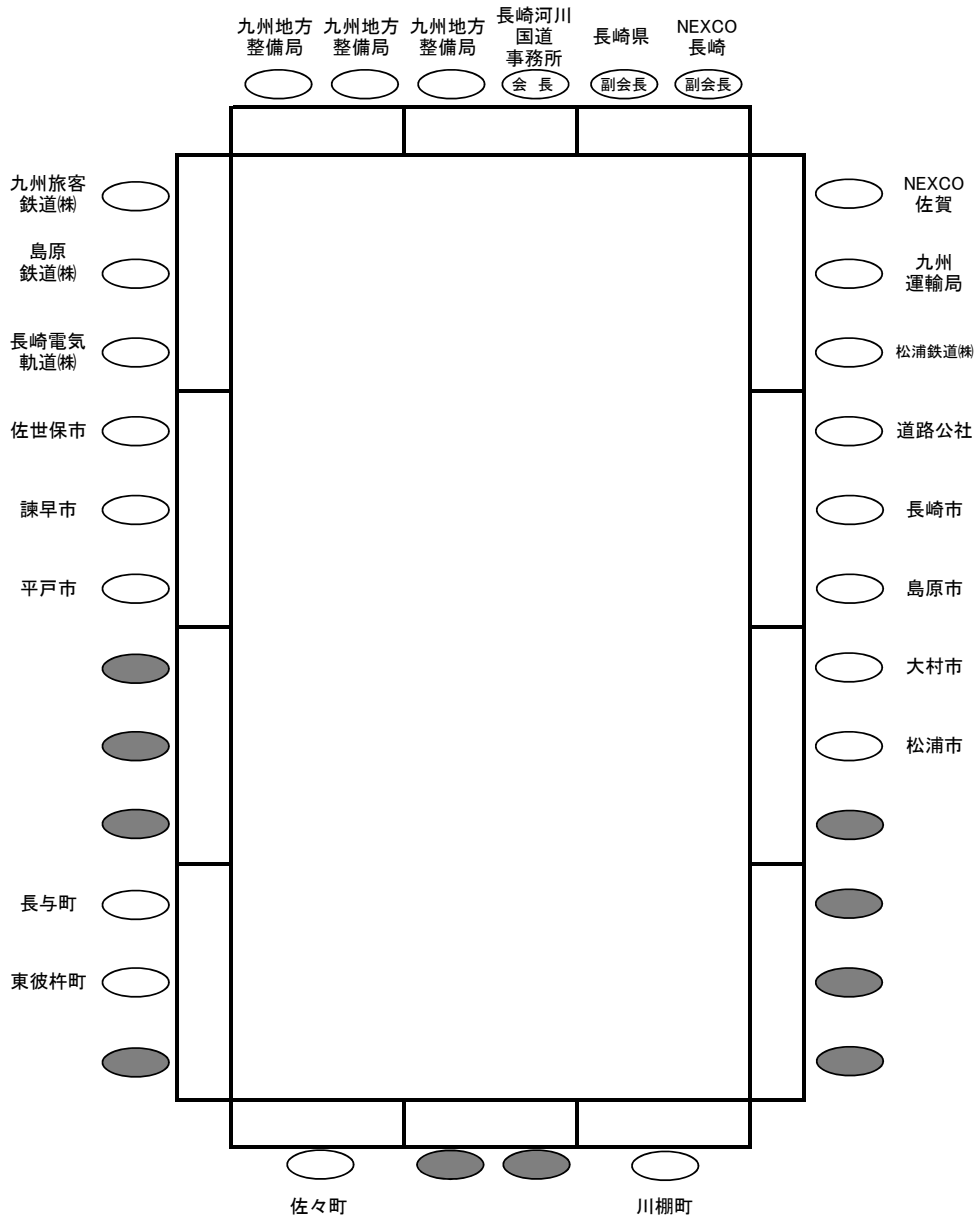 九州地方
整備局
九州地方
整備局
九州地方
整備局
長崎河川
国道
事務所
長崎県
NEXCO
長崎
会 長
副会長
副会長
九州旅客
鉄道㈱
島原
鉄道㈱
長崎電気
軌道㈱
佐世保市
諫早市
平戸市
長与町
東彼杵町
NEXCO
佐賀
九州
運輸局
松浦鉄道㈱
道路公社
長崎市
島原市
大村市
松浦市
佐々町
川棚町